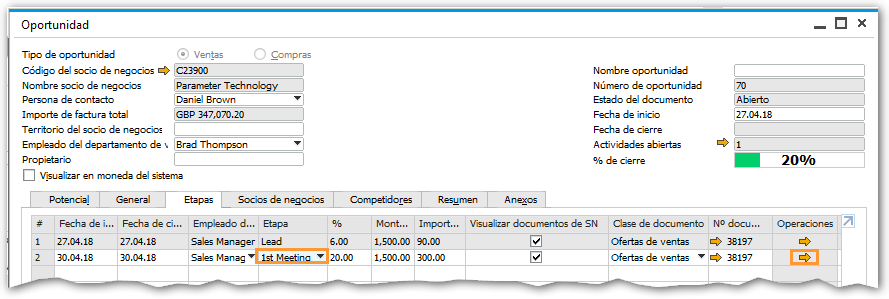 Oportunidad
Tipo de oportunidad Ventas Compras
Código del socio de negocios C23900
Nombre socio de negocios Parameter Technology
Persona de contacto Daniel Brown
Importe de factura total GBP 347,070.20
Territorio del socio de negocios
Empleado del departamento de v Brad Thompson
Propietario
Visualizar en moneda del sistema
Nombre oportunidad
Número de oportunidad 70
Estado del documento Abierto
Fecha de inicio 27.04.18
Fecha de cierre
Actividades abiertas 1
% de cierre 20%
Potencial General Etapas Socios de negocios Competidores Resumen Anexos
# Fecha de i... Fecha de ci... Empleado d... Etapa % Mont... Import... Visualizar documentos de SN Clase de documento Nº docu... Operaciones
1 27.04.18 27.04.18 Sales Manager Lead 6.00 1,500.00 90.00 Ofertas de ventas 38197
2 30.04.18 30.04.18 Sales Manag 1st Meeting 20.00 1,500.00 300.00 Ofertas de ventas 38197